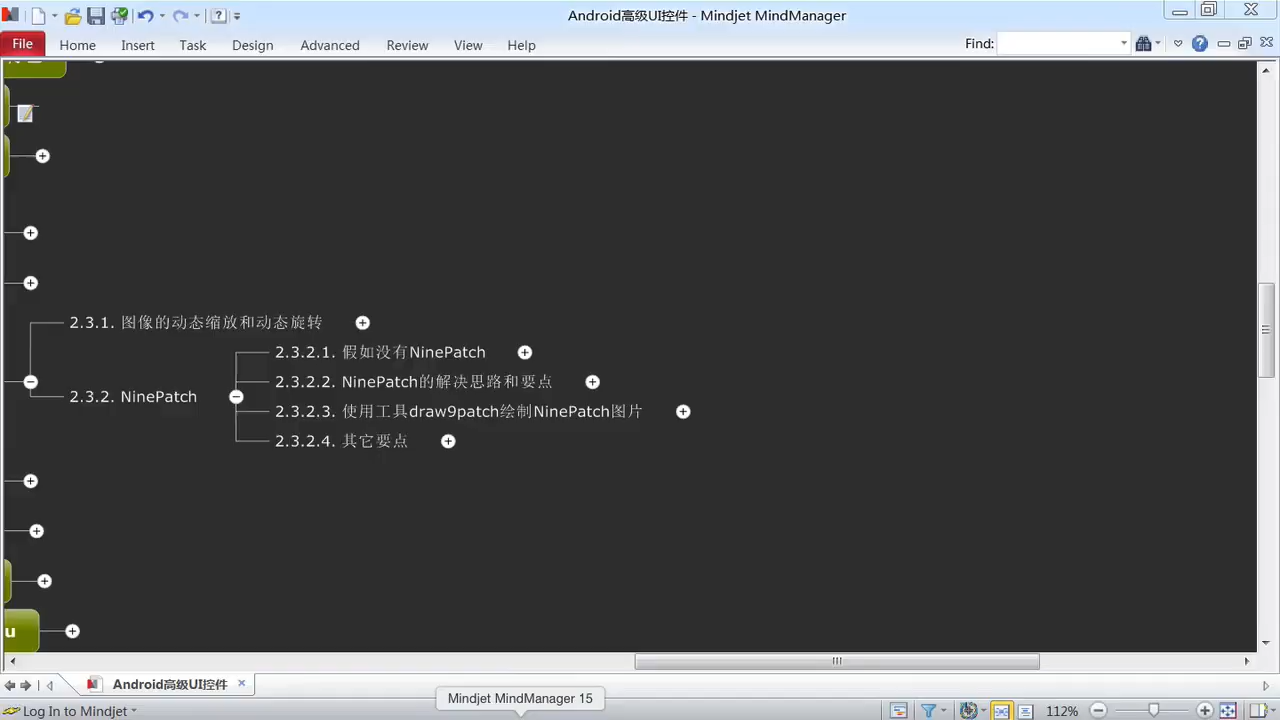 Android高级UI控件 - Mindjet MindManager
File Home Insert Task Design Advanced Review View Help Find:
2.3.1. 图像的动态缩放和动态旋转
2.3.2.1. 假如没有NinePatch
2.3.2.2. NinePatch的解决思路和要点
2.3.2. NinePatch
2.3.2.3. 使用工具draw9patch绘制NinePatch图片
2.3.2.4. 其它要点
u
Android高级UI控件
Mindjet MindManager 15
Log In to Mindjet
112%